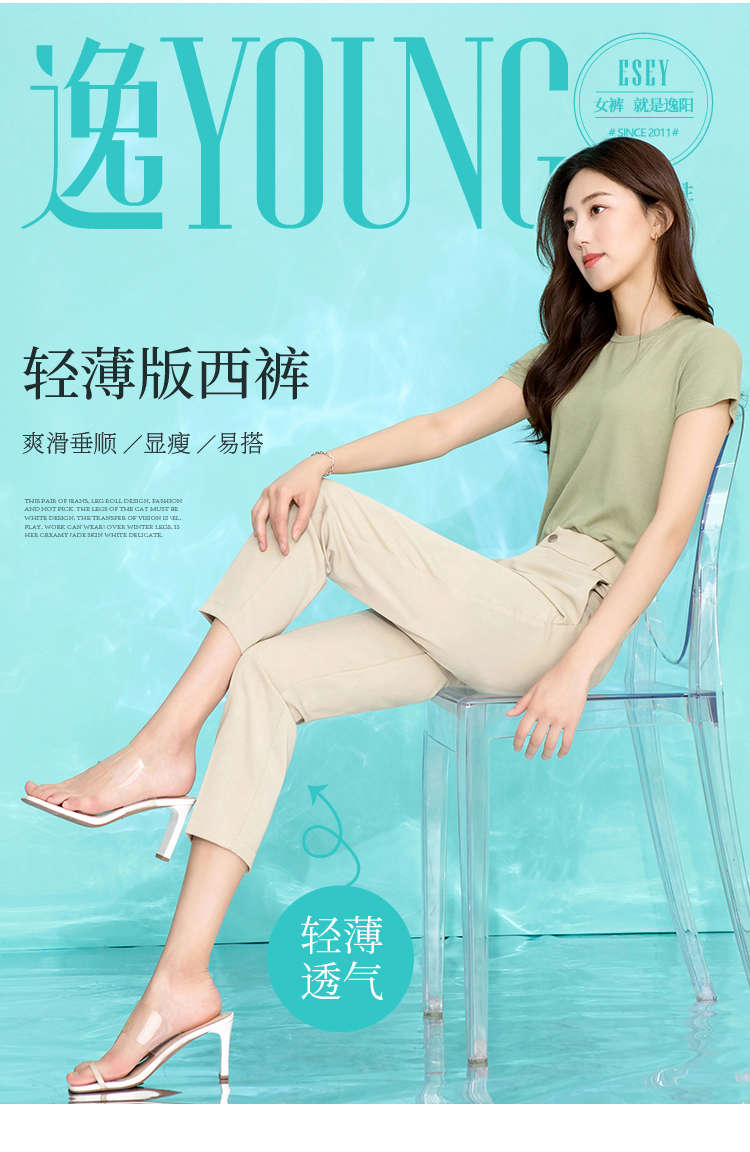 逸YOUNG
ESEY
女裤 就是逸阳
# SINCE 2011#
轻薄版西裤
爽滑垂顺 ／显瘦 ／易搭
THIS PAIR OF JEANS, LEG ROLL DESIGN, FASHION
AND NOT PICK. THE LEGS OF THE CAT MUST BE
WHITE DESIGN, THE TRANSFER OF VISION IS \EL,
PLAY, WORK CAN WEAR! OVER WINTER LEGS, IS
HER CREAMY JADE SKIN WHITE DELICATE.
轻薄
透气